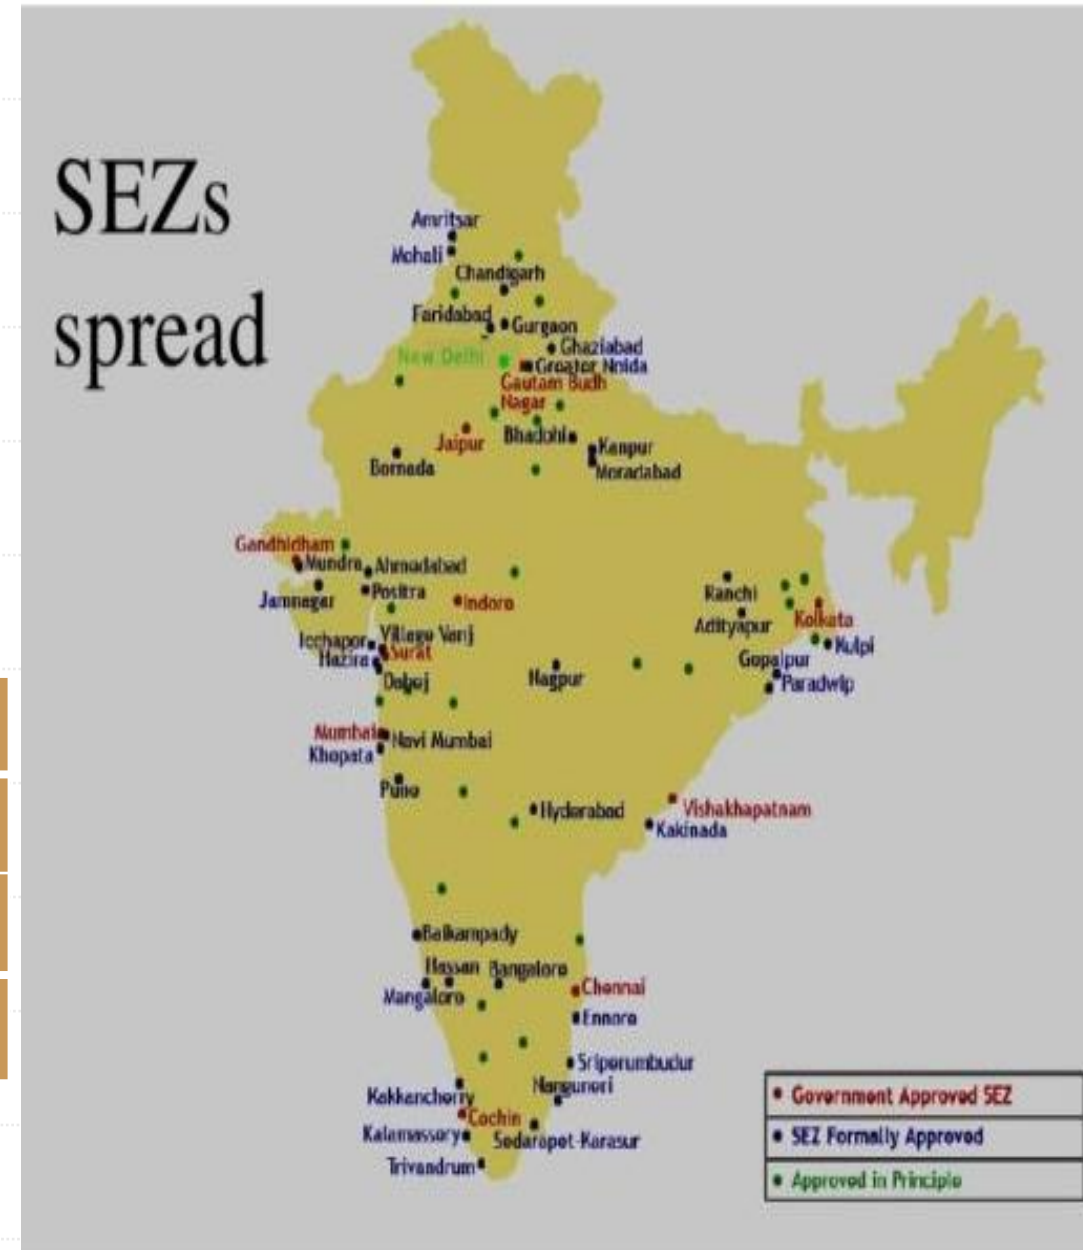 SEZs
spread
Amritsar
Mohali
Chandigarh
Faridabad
Gurgaon
Ghaziabad
New Delhi
Greator Noida
Gautam Budh
Nagar
Jaipur
Bhadohi
Kanpur
Moradabad
Bornada
Gandhidham
Mundra
Ahmadabad
Positra
Jamnagar
Indoro
Ranchi
Kolkata
Adityapur
Kulpi
Icchapor
Village Vanj
Surat
Hazira
Dahej
Nagpur
Gopalpur
Paradwip
Mumbai
Navi Mumbai
Khopata
Pune
Hyderabad
Vishakhapatnam
Kakinada
Baikampady
Hassan
Bangalore
Mangalore
Chennai
Ennore
Sriperumbudur
Nanguneri
Kakkancherry
Cochin
Kalamassery
Sedarapet-Karasur
Trivandrum
Government Approved SEZ
SEZ Formally Approved
Approved in Principle